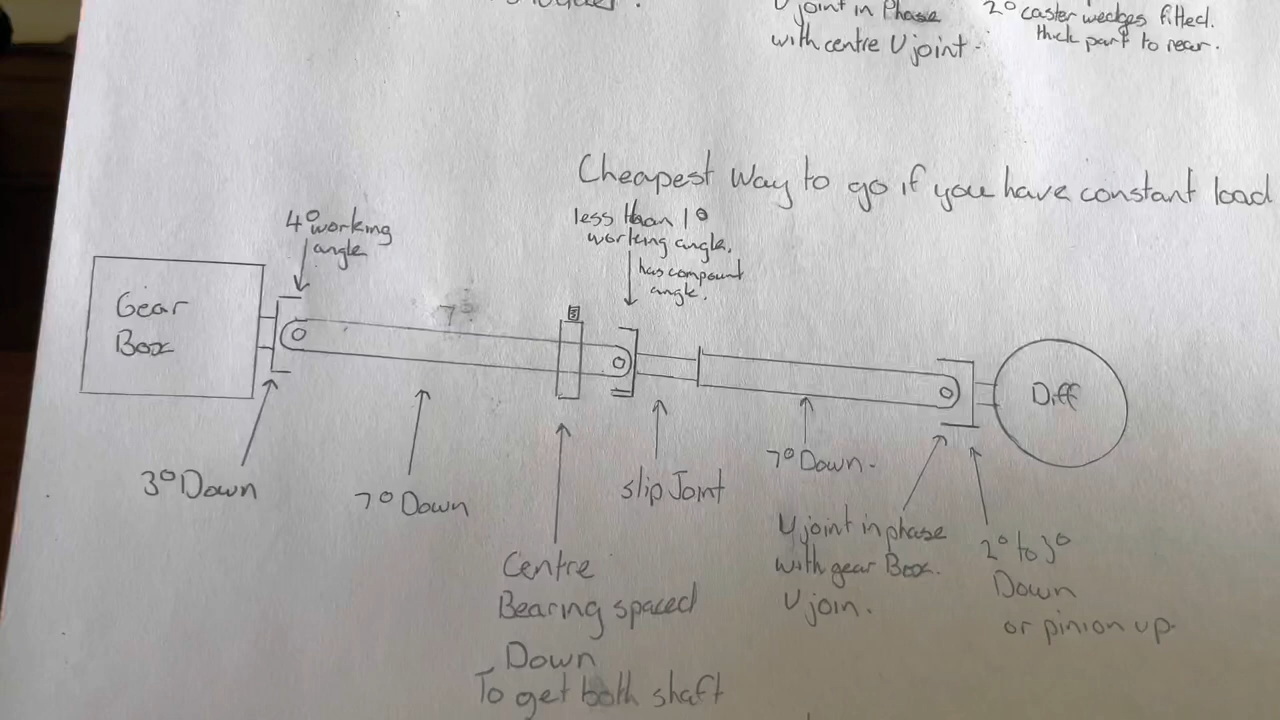 U joint in Phase
with centre U joint -
2° caster wedges fitted.
thick part to rear.
Cheapest Way to go if you have constant load
less than 1°
working angle.
has compount
angle.
4° working
angle
Gear
Box
7°
Diff
3° Down
7° Down
slip Joint
7° Down -
Centre
Bearing spaced
Down
To get both shaft
U joint in phase
with gear Box.
U join.
2° to 3°
Down
or pinion up.